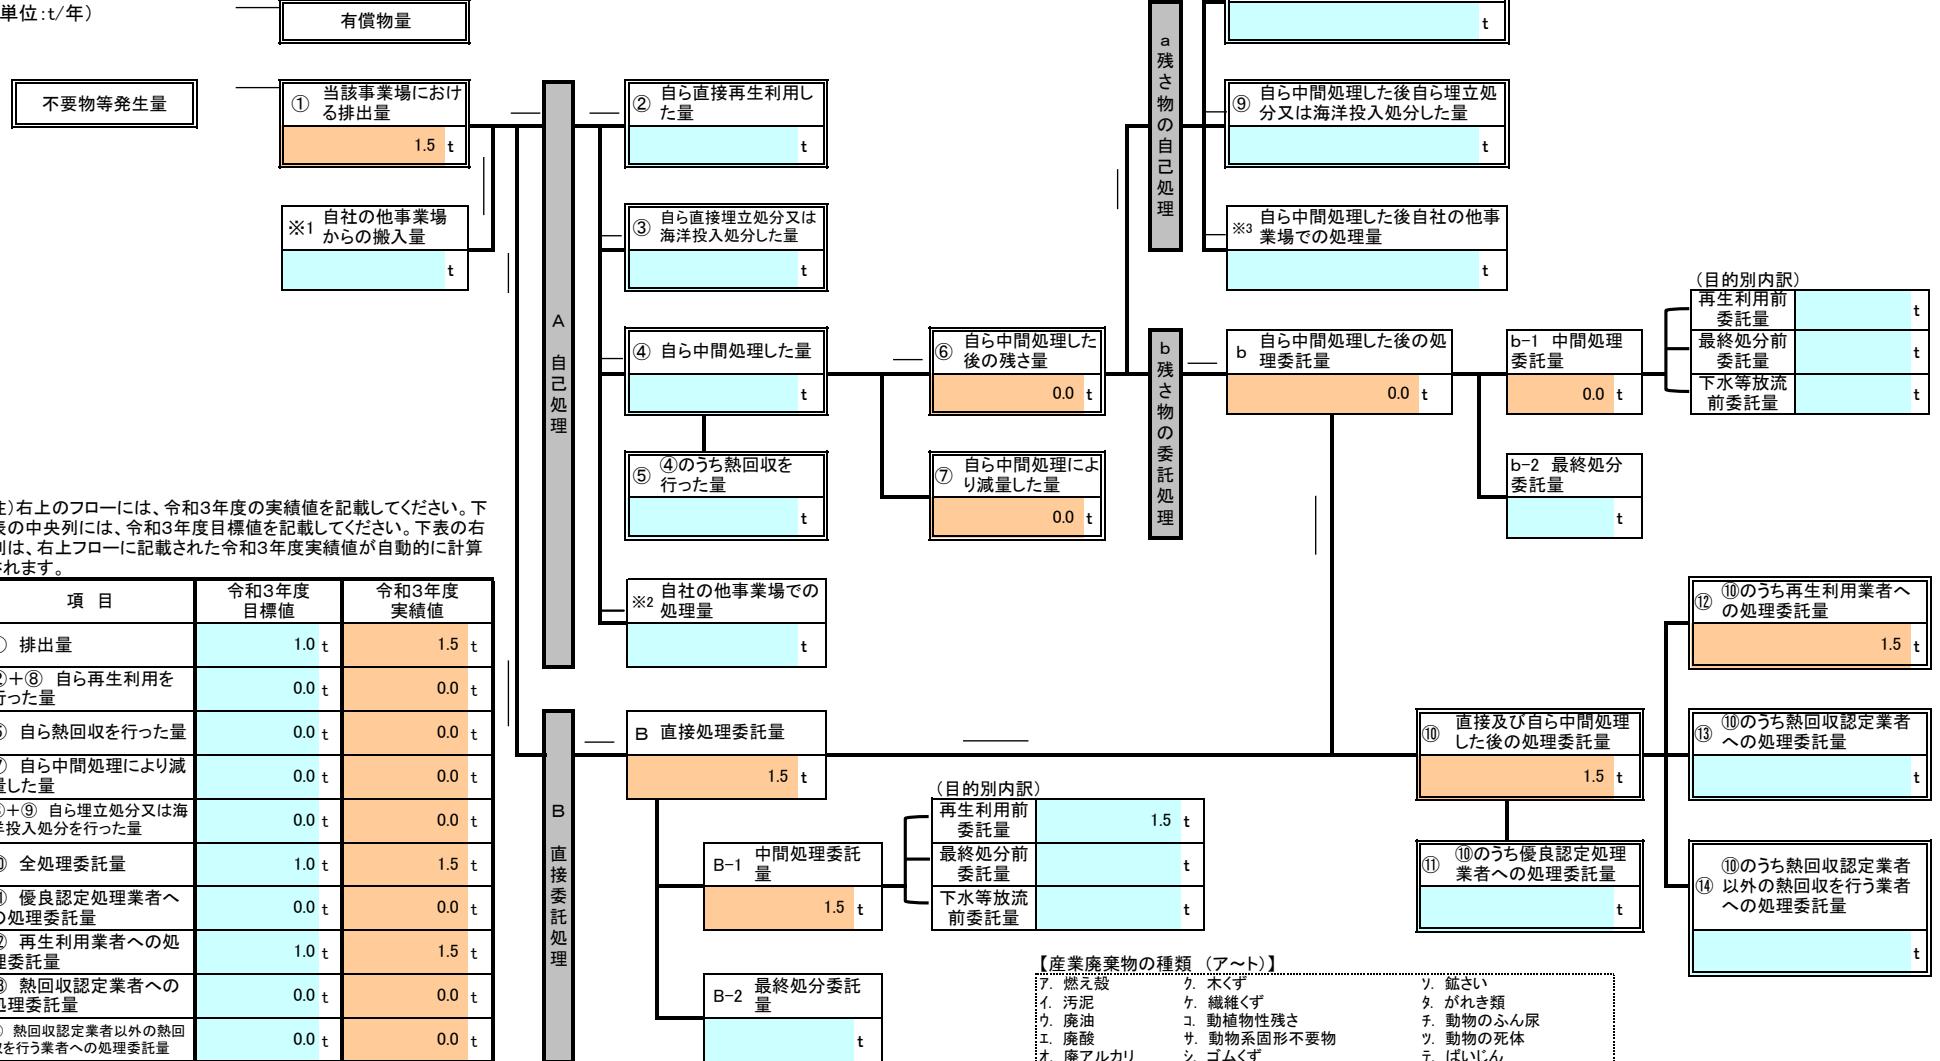 単位:t/年)
有償物量
不要物等発生量
① 当該事業場におけ
る排出量
1.5 t
※1 自社の他事業場
からの搬入量
t
A 自己処理
② 自ら直接再生利用し
た量
t
③ 自ら直接埋立処分又は
海洋投入処分した量
t
④ 自ら中間処理した量
t
⑤ ④のうち熱回収を
行った量
t
※2 自社の他事業場での
処理量
t
⑥ 自ら中間処理した
後の残さ量
0.0 t
⑦ 自ら中間処理によ
り減量した量
0.0 t
a 残さ物の自己処理
t
⑨ 自ら中間処理した後自ら埋立処
分又は海洋投入処分した量
t
※3 自ら中間処理した後自社の他事
業場での処理量
t
b 残さ物の委託処理
b 自ら中間処理した後の処
理委託量
0.0 t
b-1 中間処理
委託量
0.0 t
b-2 最終処分
委託量
t
(目的別内訳)
再生利用前
委託量
t
最終処分前
委託量
t
下水等放流
前委託量
t
)右上のフローには、令和3年度の実績値を記載してください。下
の中央列には、令和3年度目標値を記載してください。下表の右
は、右上フローに記載された令和3年度実績値が自動的に計算
れます。
項 目 令和3年度
目標値 令和3年度
実績値
排出量 1.0 t 1.5 t
+⑧ 自ら再生利用を
行った量 0.0 t 0.0 t
自ら熱回収を行った量 0.0 t 0.0 t
自ら中間処理により減
量した量 0.0 t 0.0 t
+⑨ 自ら埋立処分又は海
洋投入処分を行った量 0.0 t 0.0 t
全処理委託量 1.0 t 1.5 t
優良認定処理業者へ
の処理委託量 0.0 t 0.0 t
再生利用業者への処
理委託量 1.0 t 1.5 t
熱回収認定業者への
処理委託量 0.0 t 0.0 t
熱回収認定業者以外の熱回
収を行う業者への処理委託量 0.0 t 0.0 t
B 直接委託処理
B 直接処理委託量
1.5 t
B-1 中間処理委託
量
1.5 t
B-2 最終処分委託
量
t
(目的別内訳)
再生利用前
委託量
1.5 t
最終処分前
委託量
t
下水等放流
前委託量
t
⑩ 直接及び自ら中間処理
した後の処理委託量
1.5 t
⑪ ⑩のうち優良認定処理
業者への処理委託量
t
⑫ ⑩のうち再生利用業者へ
の処理委託量
1.5 t
⑬ ⑩のうち熱回収認定業者
への処理委託量
t
⑭ ⑩のうち熱回収認定業者
以外の熱回収を行う業者
への処理委託量
t
【産業廃棄物の種類 (ア~ト)】
ア. 燃え殻 ク. 木くず ソ. 鉱さい
イ. 汚泥 ケ. 繊維くず タ. がれき類
ウ. 廃油 コ. 動植物性残さ チ. 動物のふん尿
エ. 廃酸 サ. 動物系固形不要物 ツ. 動物の死体
オ. 廃アルカリ シ. ゴムくず テ. ばいじん